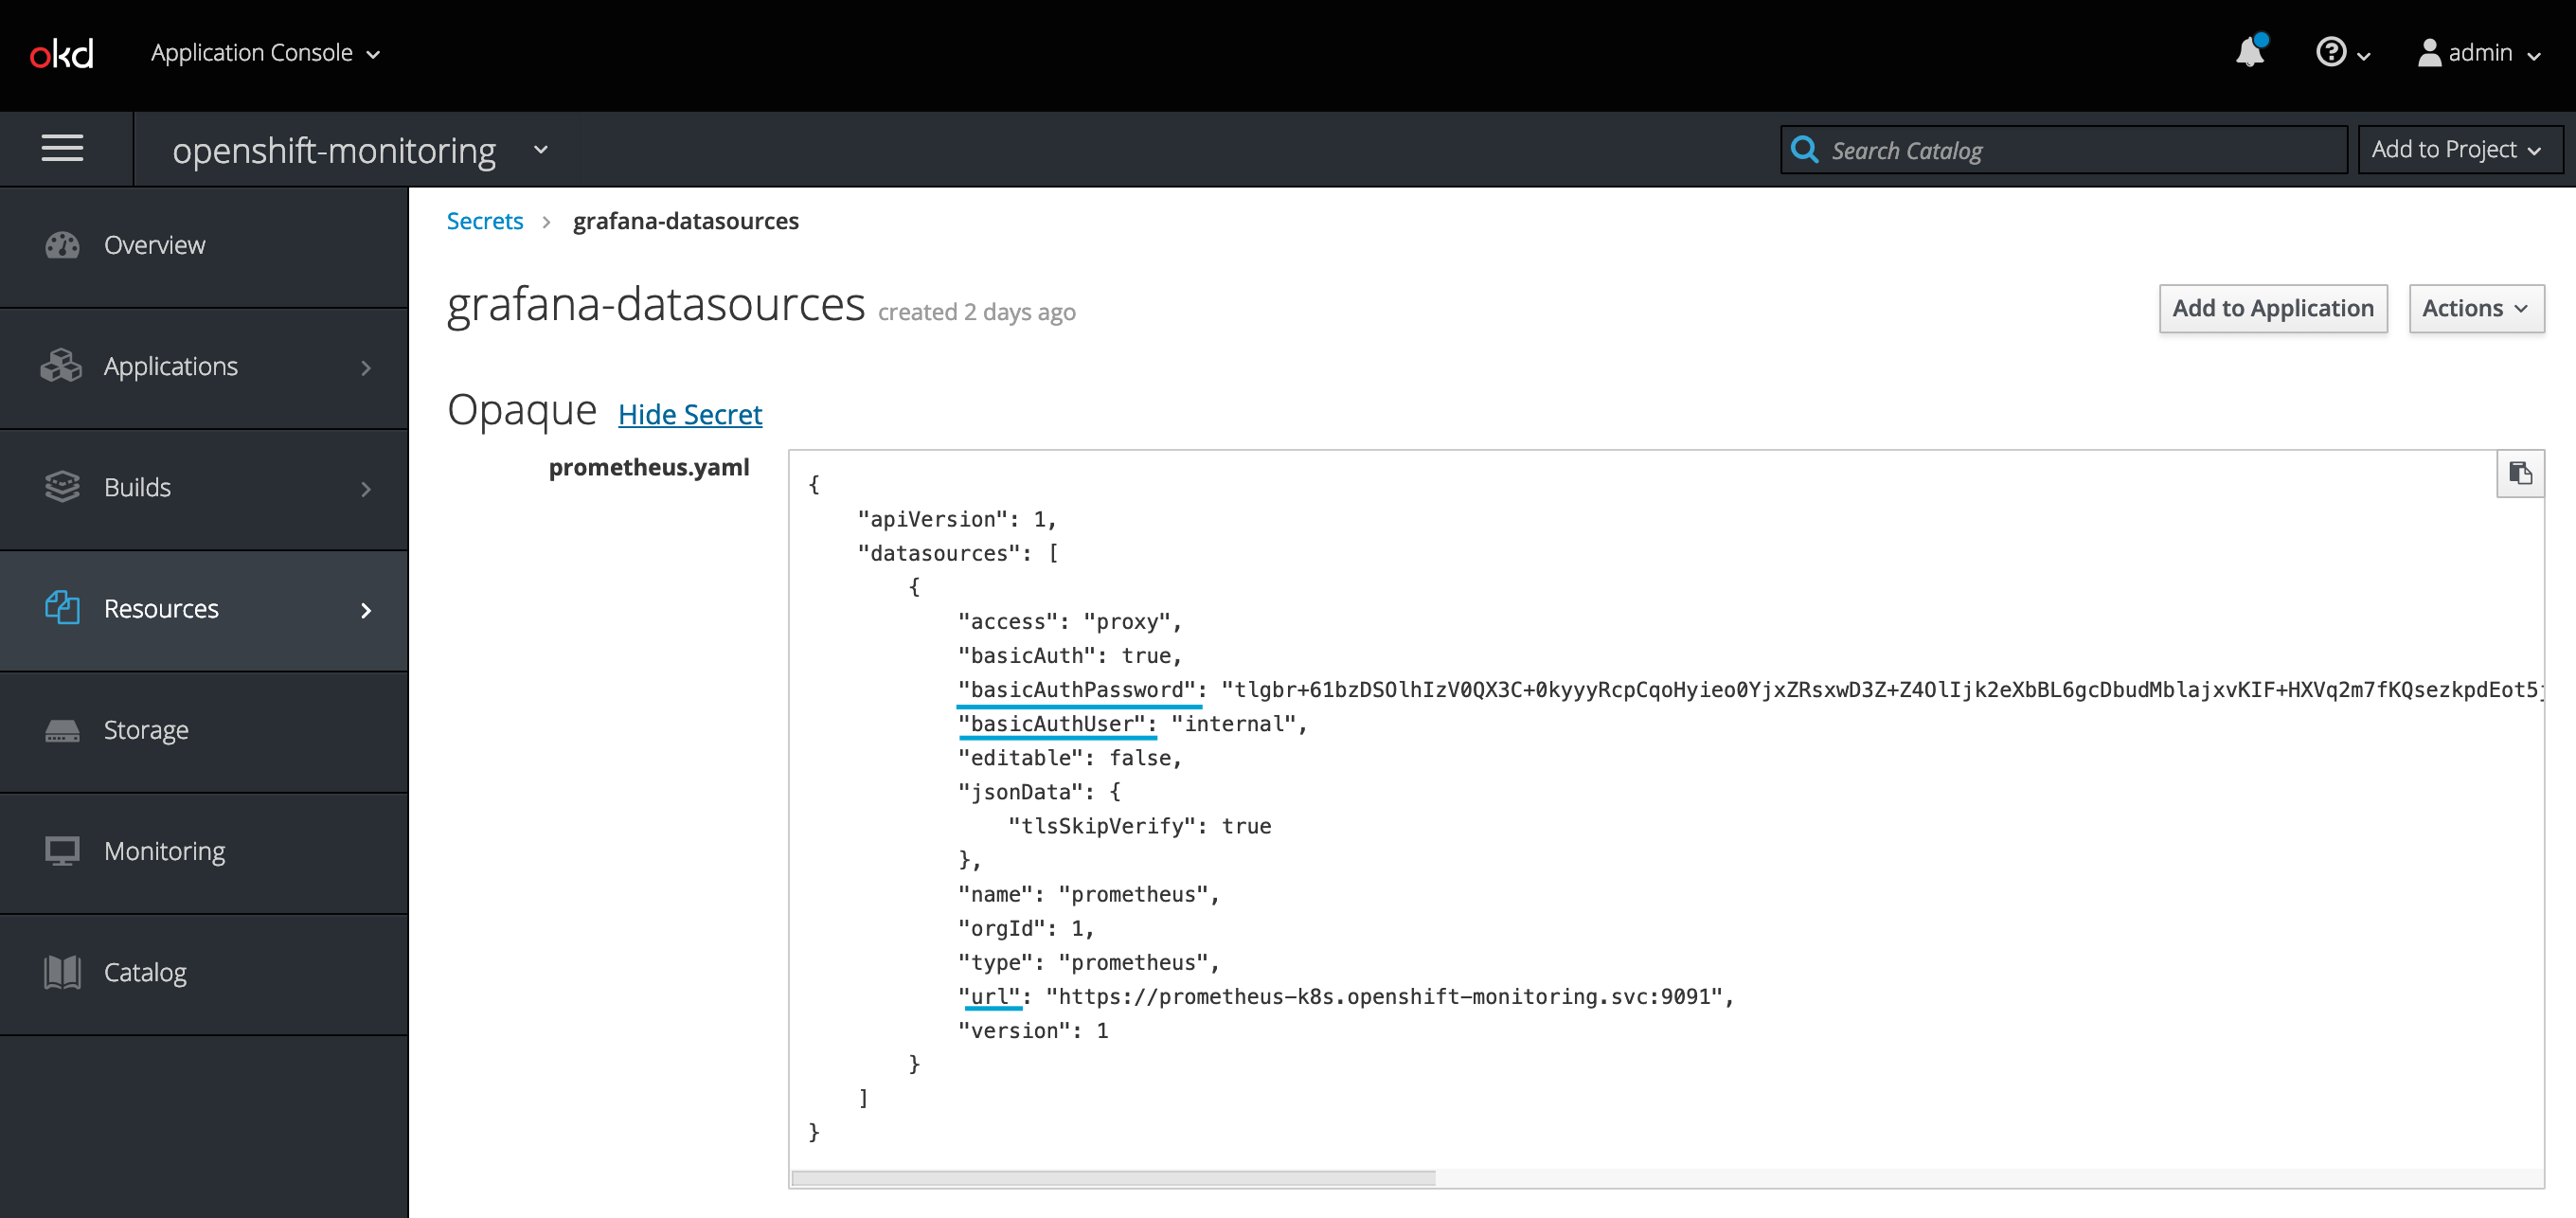 okd Application Console admin
openshift-monitoring Search Catalog Add to Project
Overview
Applications
Builds
Resources
Storage
Monitoring
Catalog
Secrets > grafana-datasources
grafana-datasources created 2 days ago Add to Application Actions
Opaque Hide Secret
prometheus.yaml
{
"apiVersion": 1,
"datasources": [
{
"access": "proxy",
"basicAuth": true,
"basicAuthPassword": "tlgbr+61bzDSOlhIzV0QX3C+0kyyyRcpCqoHyieo0YjxZRsxwD3Z+Z4OlIjk2eXbBL6gcDbudMblajxvKIF+HXVq2m7fKQsezkpdEot5j
"basicAuthUser": "internal",
"editable": false,
"jsonData": {
"tlsSkipVerify": true
},
"name": "prometheus",
"orgId": 1,
"type": "prometheus",
"url": "https://prometheus-k8s.openshift-monitoring.svc:9091",
"version": 1
}
]
}